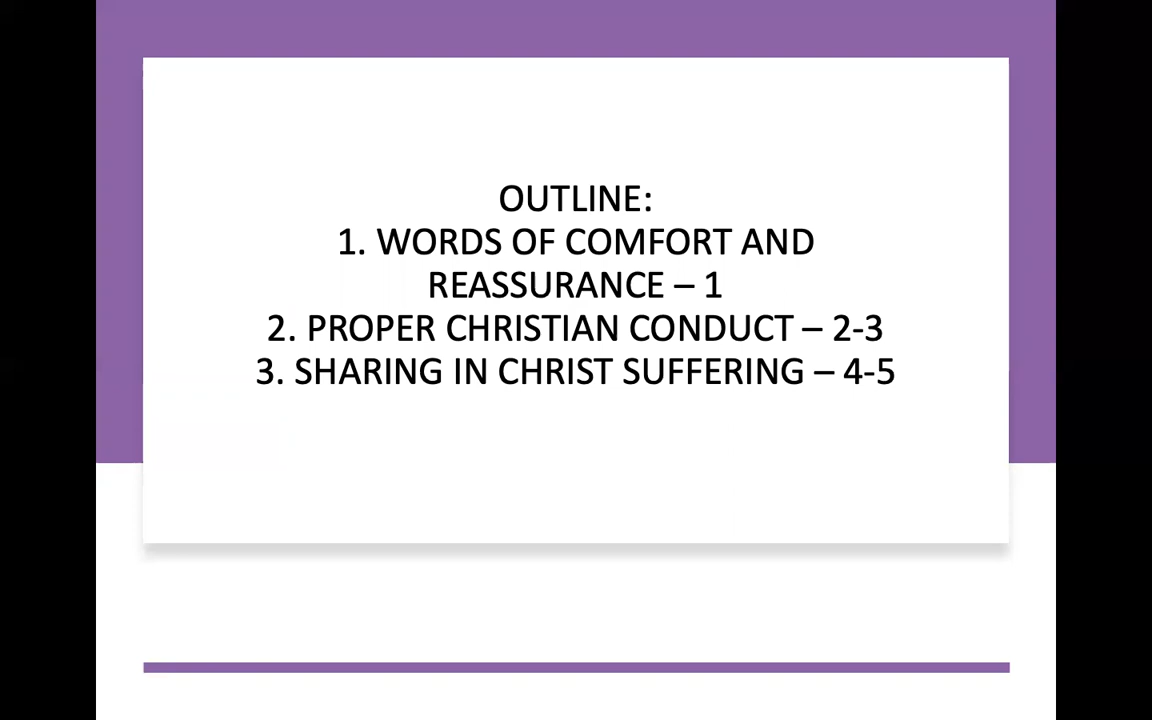 OUTLINE:
1. WORDS OF COMFORT AND
REASSURANCE – 1
2. PROPER CHRISTIAN CONDUCT – 2-3
3. SHARING IN CHRIST SUFFERING – 4-5